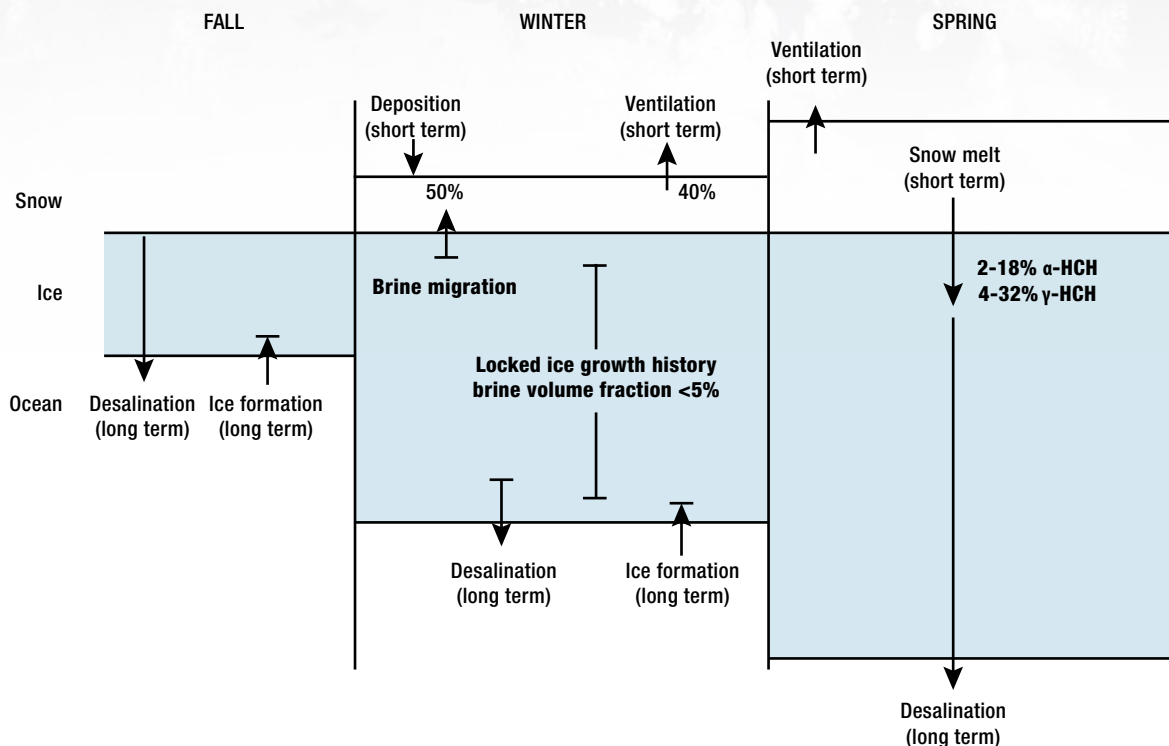 FALL
WINTER
SPRING
Ventilation
(short term)
Deposition
(short term)
Ventilation
(short term)
Snow melt
(short term)
Snow
50%
40%
Ice
Brine migration
2-18% α-HCH
4-32% γ-HCH
Locked ice growth history
brine volume fraction <5%
Ocean
Desalination
(long term)
Ice formation
(long term)
Desalination
(long term)
Ice formation
(long term)
Desalination
(long term)